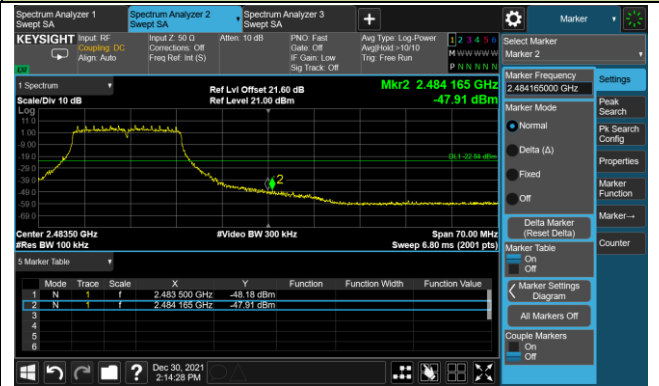 Spectrum Analyzer 1
Swept SA
Spectrum Analyzer 2
Swept SA
Spectrum Analyzer 3
Swept SA
Marker
KEYSIGHT
Input: RF
Coupling: DC
Align: Auto
Input Z: 50 Ω
Corrections: Off
Freq Ref: Int (S)
Atten: 10 dB
PNO: Fast
Gate: Off
IF Gain: Low
Sig Track: Off
Avg Type: Log-Power
Avg|Hold:>10/10
Trig: Free Run
1 2 3 4 5 6
M W W W W W
P N N N N N
LXI
Select Marker
Marker 2
1 Spectrum
Scale/Div 10 dB
Ref Lvl Offset 21.60 dB
Ref Level 21.00 dBm
Mkr2 2.484 165 GHz
-47.91 dBm
Log
11.0
1.00
-9.00
-19.0
-29.0
-39.0
-49.0
-59.0
-69.0
DL1 -22.84 dBm
2
Center 2.48350 GHz
#Res BW 100 kHz
#Video BW 300 kHz
Span 70.00 MHz
Sweep 6.80 ms (2001 pts)
5 Marker Table
Mode Trace Scale X Y Function Function Width Function Value
1 N 1 f 2.483 500 GHz -48.18 dBm
2 N 1 f 2.484 165 GHz -47.91 dBm
3
4
5
6
Marker Frequency
2.484165000 GHz
Marker Mode
Normal
Delta (Δ)
Fixed
Off
Delta Marker
(Reset Delta)
Marker Table
On
Off
Marker Settings
Diagram
All Markers Off
Couple Markers
On
Off
Settings
Peak
Search
Pk Search
Config
Properties
Marker
Function
Marker→
Counter
?
Dec 30, 2021
2:14:28 PM